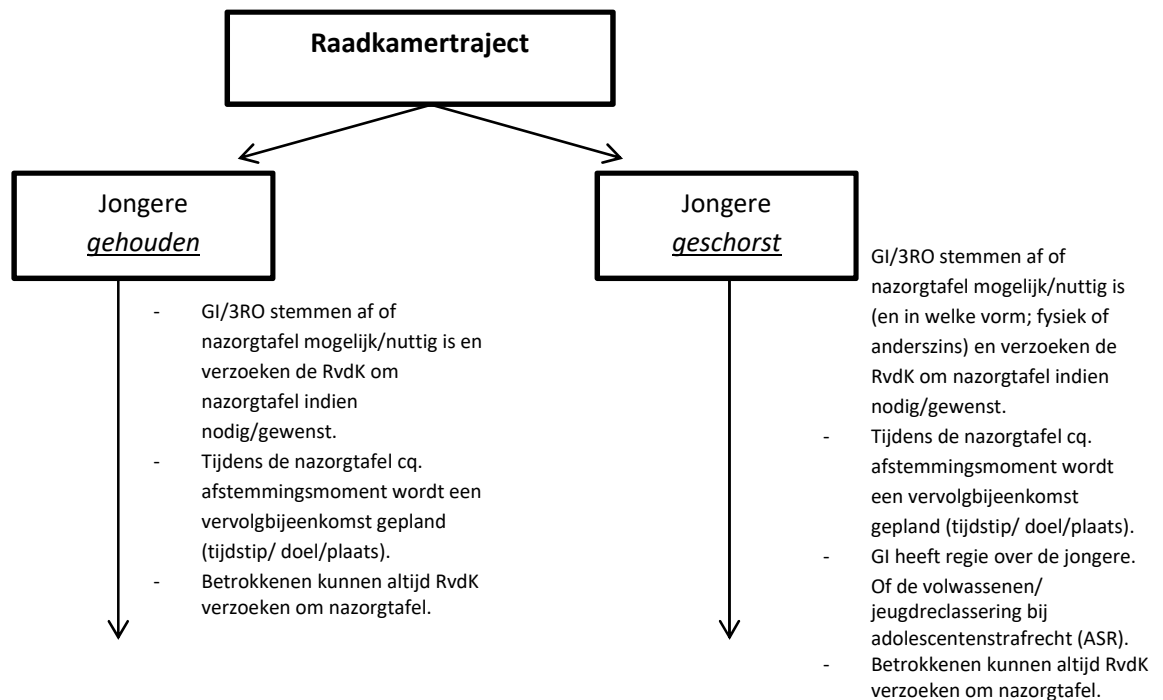 Raadkamertraject
Jongere
gehouden
- GI/3RO stemmen af of
nazorgtafel mogelijk/nuttig is en
verzoeken de RvdK om
nazorgtafel indien
nodig/gewenst.
- Tijdens de nazorgtafel cq.
afstemmingsmoment wordt een
vervolgbijeenkomst gepland
(tijdstip/ doel/plaats).
- Betrokkenen kunnen altijd RvdK
verzoeken om nazorgtafel.
Jongere
geschorst
GI/3RO stemmen af of
nazorgtafel mogelijk/nuttig is
(en in welke vorm; fysiek of
anderszins) en verzoeken de
RvdK om nazorgtafel indien
nodig/gewenst.
- Tijdens de nazorgtafel cq.
afstemmingsmoment wordt
een vervolgbijeenkomst
gepland (tijdstip/ doel/plaats).
- GI heeft regie over de jongere.
Of de volwassenen/
jeugdreclassering bij
adolescentenstrafrecht (ASR).
- Betrokkenen kunnen altijd RvdK
verzoeken om nazorgtafel.